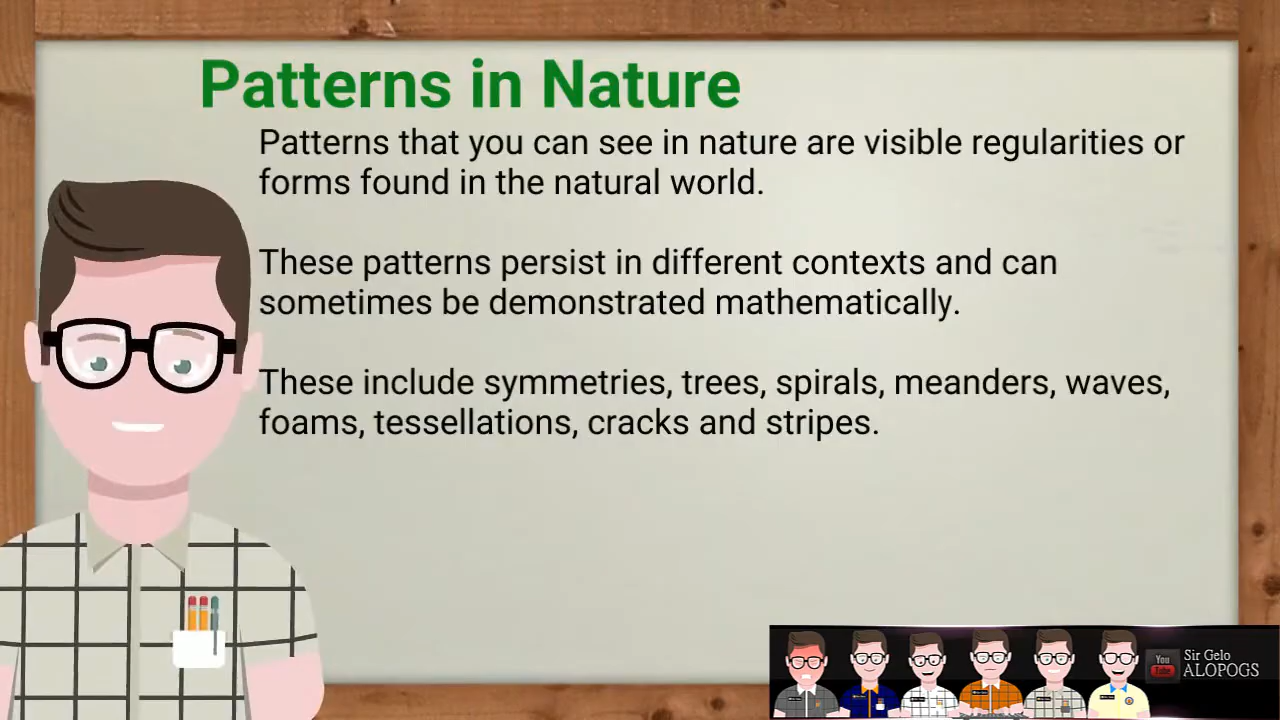 Patterns in Nature
Patterns that you can see in nature are visible regularities or
forms found in the natural world.
These patterns persist in different contexts and can
sometimes be demonstrated mathematically.
These include symmetries, trees, spirals, meanders, waves,
foams, tessellations, cracks and stripes.
You
Tube
Sir Gelo
ALOPOGS